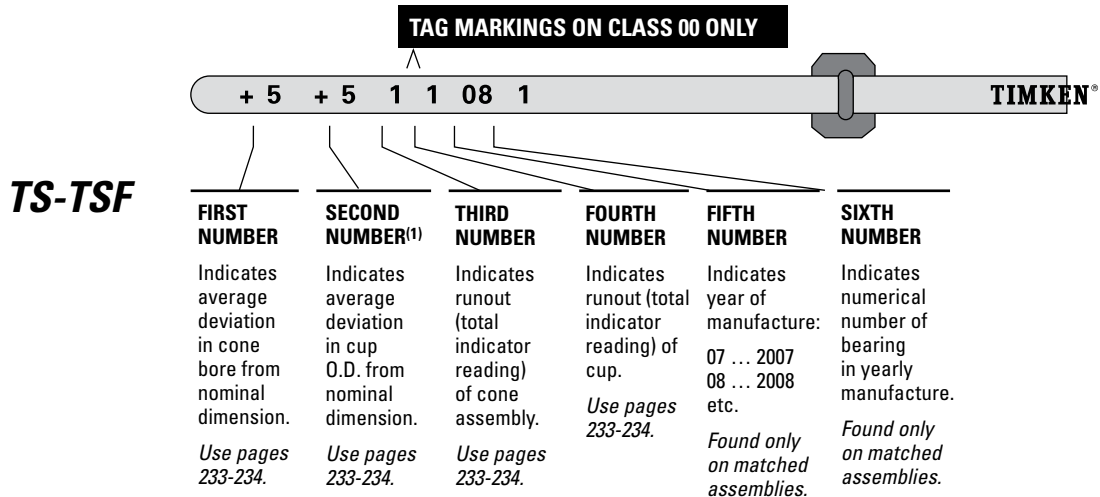 TAG MARKINGS ON CLASS 00 ONLY
+ 5 + 5 1 1 08 1
TIMKEN®
TS-TSF
FIRST
NUMBER
Indicates
average
deviation
in cone
bore from
nominal
dimension.
Use pages
233-234.
SECOND
NUMBER(1)
Indicates
average
deviation
in cup
O.D. from
nominal
dimension.
Use pages
233-234.
THIRD
NUMBER
Indicates
runout
(total
indicator
reading)
of cone
assembly.
Use pages
233-234.
FOURTH
NUMBER
Indicates
runout (total
indicator
reading) of
cup.
Use pages
233-234.
FIFTH
NUMBER
Indicates
year of
manufacture:
07 … 2007
08 … 2008
etc.
Found only
on matched
assemblies.
SIXTH
NUMBER
Indicates
numerical
number of
bearing
in yearly
manufacture.
Found only
on matched
assemblies.